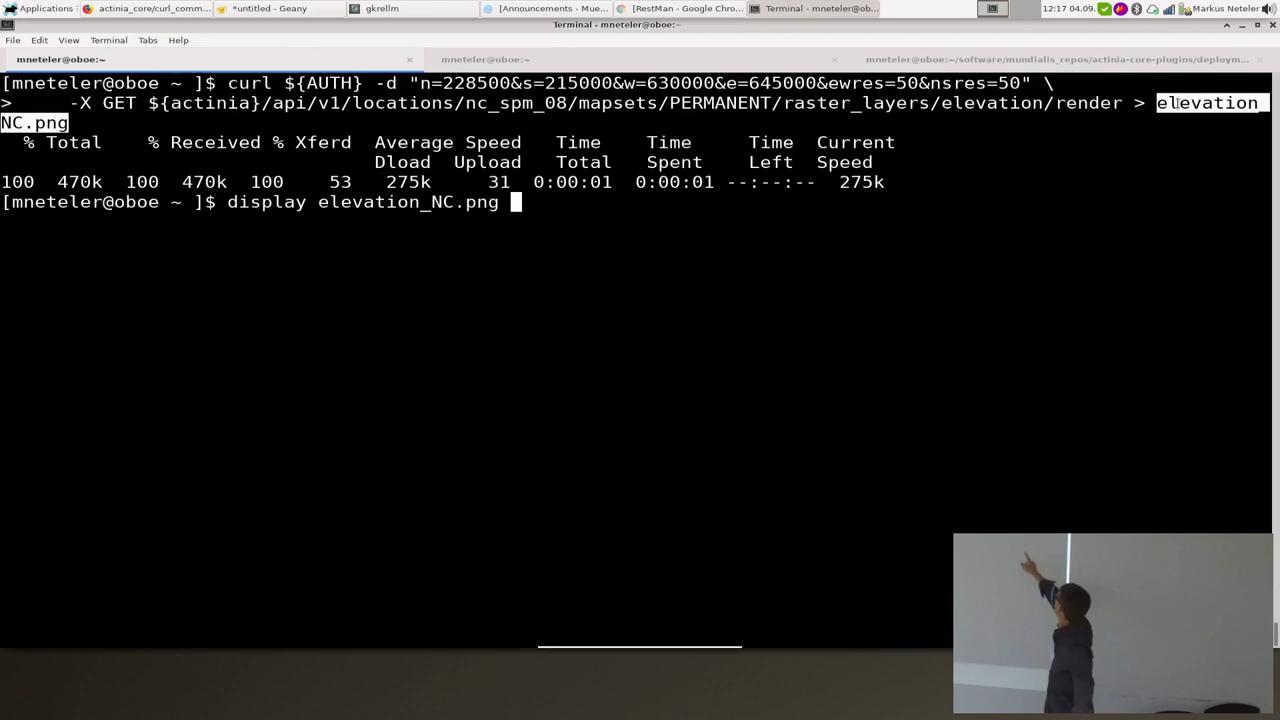 Applications
actinia_core/curl_comm...
*untitled - Geany
gkrellm
[Announcements - Mue...
[RestMan - Google Chro...
Terminal - mneteler@ob...
12:17 04.09.
Markus Neteler
Terminal - mneteler@oboe:~
File Edit View Terminal Tabs Help
mneteler@oboe:~
mneteler@oboe:~
mneteler@oboe:~/software/mundialis_repos/actinia-core-plugins/deploym...
[mneteler@oboe ~ ]$ curl ${AUTH} -d "n=228500&s=215000&w=630000&e=645000&ewres=50&nsres=50" \
> -X GET ${actinia}/api/v1/locations/nc_spm_08/mapsets/PERMANENT/raster_layers/elevation/render > elevation_
NC.png
% Total % Received % Xferd Average Speed Time Time Time Current
Dload Upload Total Spent Left Speed
100 470k 100 470k 100 53 275k 31 0:00:01 0:00:01 --:--:-- 275k
[mneteler@oboe ~ ]$ display elevation_NC.png